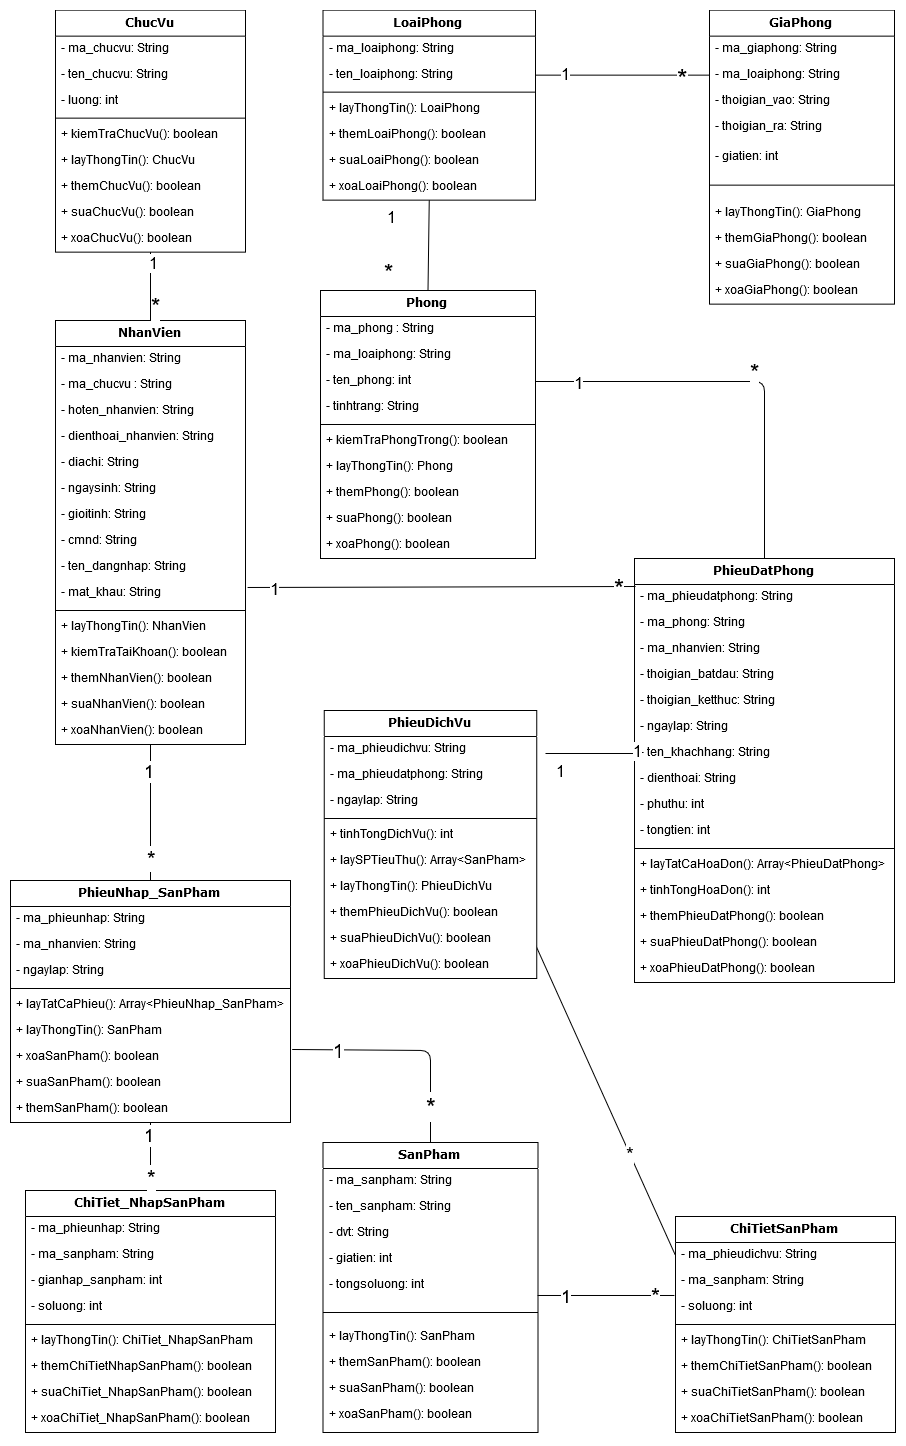 ChucVu
- ma_chucvu: String
- ten_chucvu: String
- luong: int
+ kiemTraChucVu(): boolean
+ layThongTin(): ChucVu
+ themChucVu(): boolean
+ suaChucVu(): boolean
+ xoaChucVu(): boolean
LoaiPhong
- ma_loaiphong: String
- ten_loaiphong: String
+ layThongTin(): LoaiPhong
+ themLoaiPhong(): boolean
+ suaLoaiPhong(): boolean
+ xoaLoaiPhong(): boolean
1
*
GiaPhong
- ma_giaphong: String
- ma_loaiphong: String
- thoigian_vao: String
- thoigian_ra: String
- giatien: int
+ layThongTin(): GiaPhong
+ themGiaPhong(): boolean
+ suaGiaPhong(): boolean
+ xoaGiaPhong(): boolean
1
*
1
*
NhanVien
- ma_nhanvien: String
- ma_chucvu : String
- hoten_nhanvien: String
- dienthoai_nhanvien: String
- diachi: String
- ngaysinh: String
- gioitinh: String
- cmnd: String
- ten_dangnhap: String
- mat_khau: String
+ layThongTin(): NhanVien
+ kiemTraTaiKhoan(): boolean
+ themNhanVien(): boolean
+ suaNhanVien(): boolean
+ xoaNhanVien(): boolean
Phong
- ma_phong : String
- ma_loaiphong: String
- ten_phong: int
- tinhtrang: String
+ kiemTraPhongTrong(): boolean
+ layThongTin(): Phong
+ themPhong(): boolean
+ suaPhong(): boolean
+ xoaPhong(): boolean
1
*
1
*
PhieuDatPhong
- ma_phieudatphong: String
- ma_phong: String
- ma_nhanvien: String
- thoigian_batdau: String
- thoigian_ketthuc: String
- ngaylap: String
- ten_khachhang: String
- dienthoai: String
- phuthu: int
- tongtien: int
+ layTatCaHoaDon(): Array<PhieuDatPhong>
+ tinhTongHoaDon(): int
+ themPhieuDatPhong(): boolean
+ suaPhieuDatPhong(): boolean
+ xoaPhieuDatPhong(): boolean
PhieuDichVu
- ma_phieudichvu: String
- ma_phieudatphong: String
- ngaylap: String
+ tinhTongDichVu(): int
+ laySPTieuThu(): Array<SanPham>
+ layThongTin(): PhieuDichVu
+ themPhieuDichVu(): boolean
+ suaPhieuDichVu(): boolean
+ xoaPhieuDichVu(): boolean
1
1
1
*
PhieuNhap_SanPham
- ma_phieunhap: String
- ma_nhanvien: String
- ngaylap: String
+ layTatCaPhieu(): Array<PhieuNhap_SanPham>
+ layThongTin(): SanPham
+ xoaSanPham(): boolean
+ suaSanPham(): boolean
+ themSanPham(): boolean
1
*
1
*
*
ChiTiet_NhapSanPham
- ma_phieunhap: String
- ma_sanpham: String
- gianhap_sanpham: int
- soluong: int
+ layThongTin(): ChiTiet_NhapSanPham
+ themChiTietNhapSanPham(): boolean
+ suaChiTiet_NhapSanPham(): boolean
+ xoaChiTiet_NhapSanPham(): boolean
SanPham
- ma_sanpham: String
- ten_sanpham: String
- dvt: String
- giatien: int
- tongsoluong: int
+ layThongTin(): SanPham
+ themSanPham(): boolean
+ suaSanPham(): boolean
+ xoaSanPham(): boolean
1
*
ChiTietSanPham
- ma_phieudichvu: String
- ma_sanpham: String
- soluong: int
+ layThongTin(): ChiTietSanPham
+ themChiTietSanPham(): boolean
+ suaChiTietSanPham(): boolean
+ xoaChiTietSanPham(): boolean